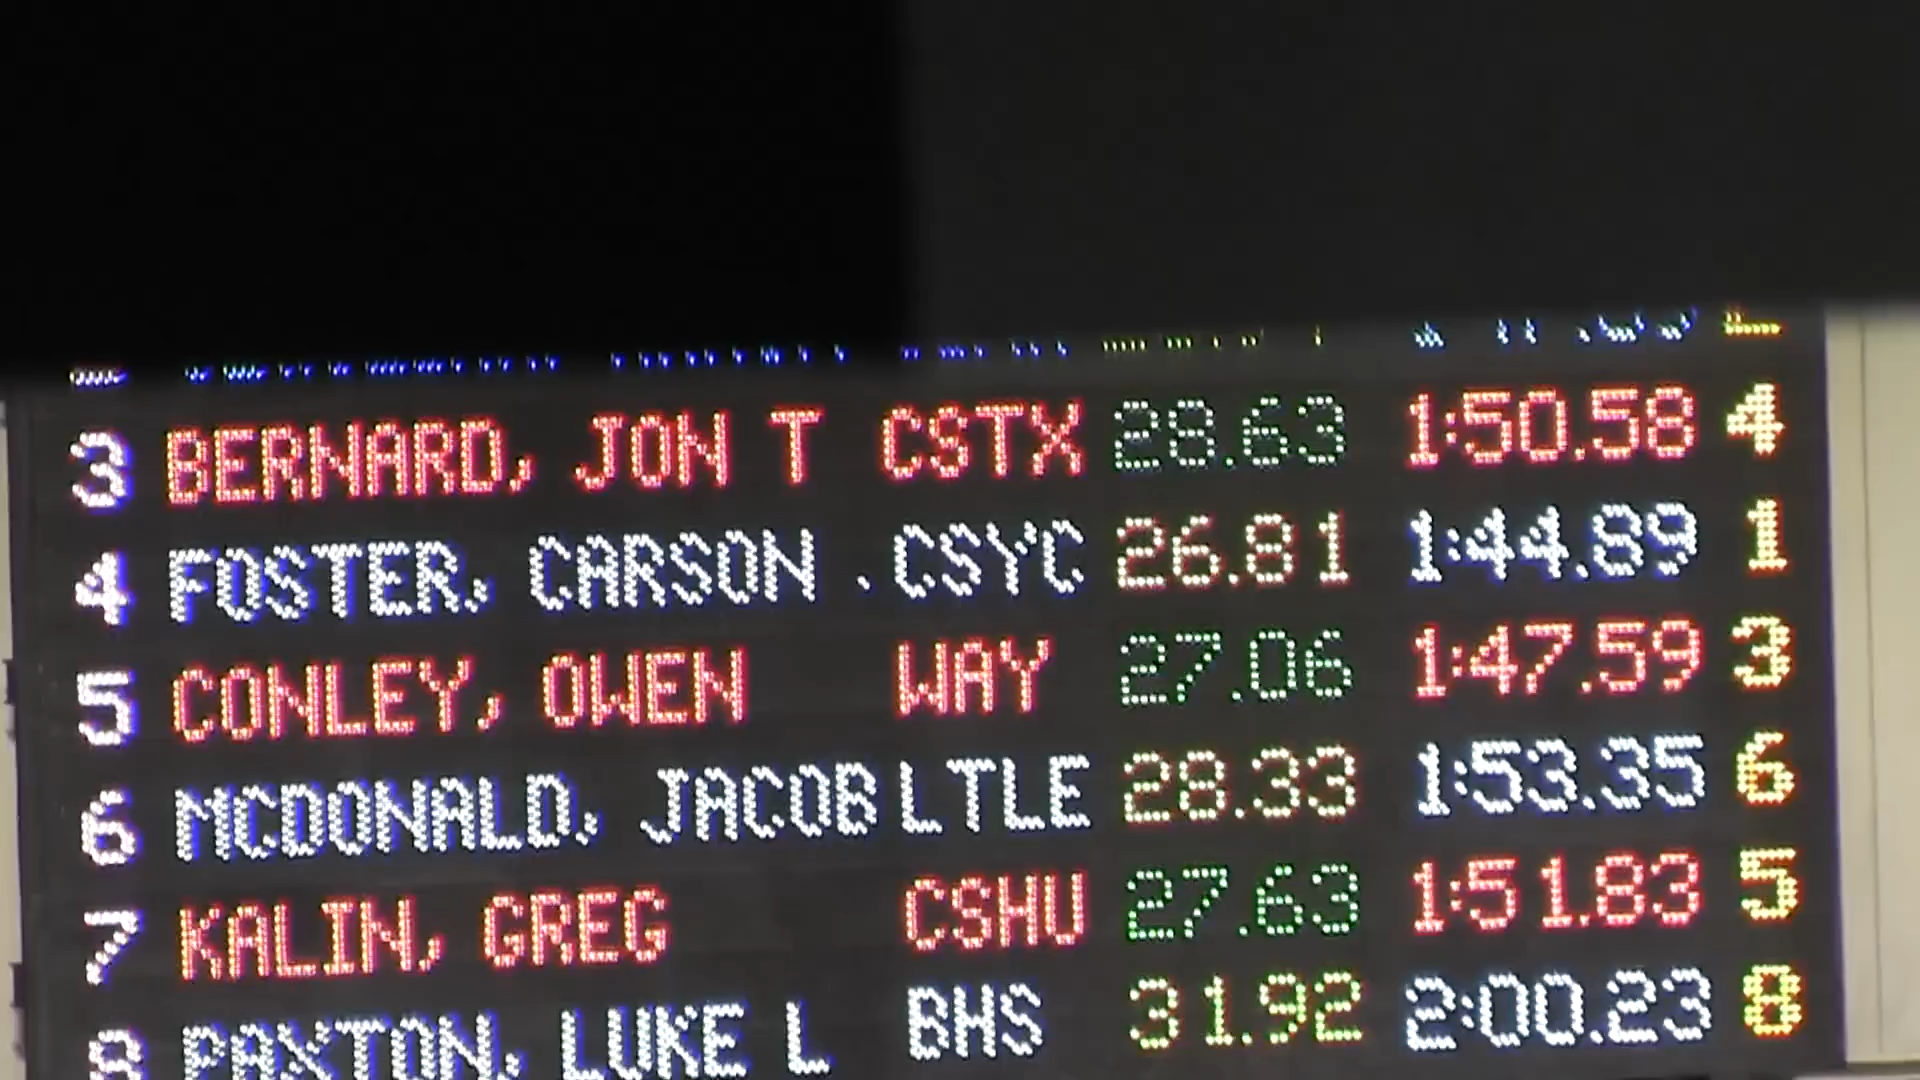 3 BERNARD, JON T CSTX 28.63 1:50.58 4
4 FOSTER, CARSON . CSYC 26.81 1:44.89 1
5 CONLEY, OWEN WAY 27.06 1:47.59 3
6 MCDONALD, JACOB LTLE 28.33 1:53.35 6
7 KALIN, GREG CSHU 27.63 1:51.83 5
8 PAXTON, LUKE L BHS 31.92 2:00.23 8